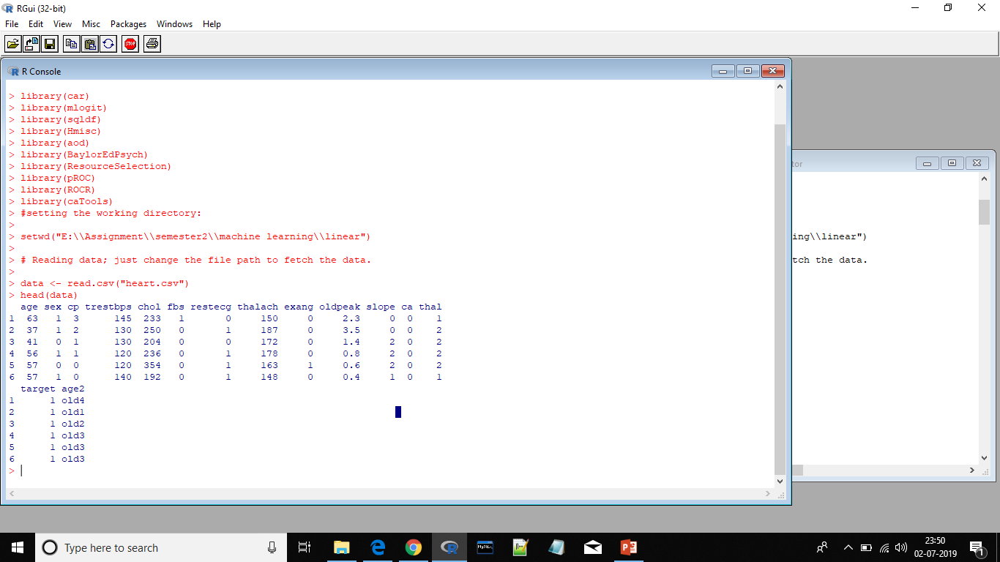 RGui (32-bit)
File Edit View Misc Packages Windows Help
STOP
R Console
> library(car)
> library(mlogit)
> library(sqldf)
> library(Hmisc)
> library(aod)
> library(BaylorEdPsych)
> library(ResourceSelection)
> library(pROC)
> library(ROCR)
> library(caTools)
> #setting the working directory:
>
> setwd("E:\\Assignment\\semester2\\machine learning\\linear")
>
> # Reading data; just change the file path to fetch the data.
>
> data <- read.csv("heart.csv")
> head(data)
  age sex cp trestbps chol fbs restecg thalach exang oldpeak slope ca thal
1  63   1  3      145  233   1       0     150     0     2.3     0  0    1
2  37   1  2      130  250   0       1     187     0     3.5     0  0    2
3  41   0  1      130  204   0       0     172     0     1.4     2  0    2
4  56   1  1      120  236   0       1     178     0     0.8     2  0    2
5  57   0  0      120  354   0       1     163     1     0.6     2  0    2
6  57   1  0      140  192   0       1     148     0     0.4     1  0    1
  target age2
1      1 old4
2      1 old1
3      1 old2
4      1 old3
5      1 old3
6      1 old3
>
tor
ing\\linear")
tch the data.
Type here to search
MySQL
23:50
02-07-2019
1